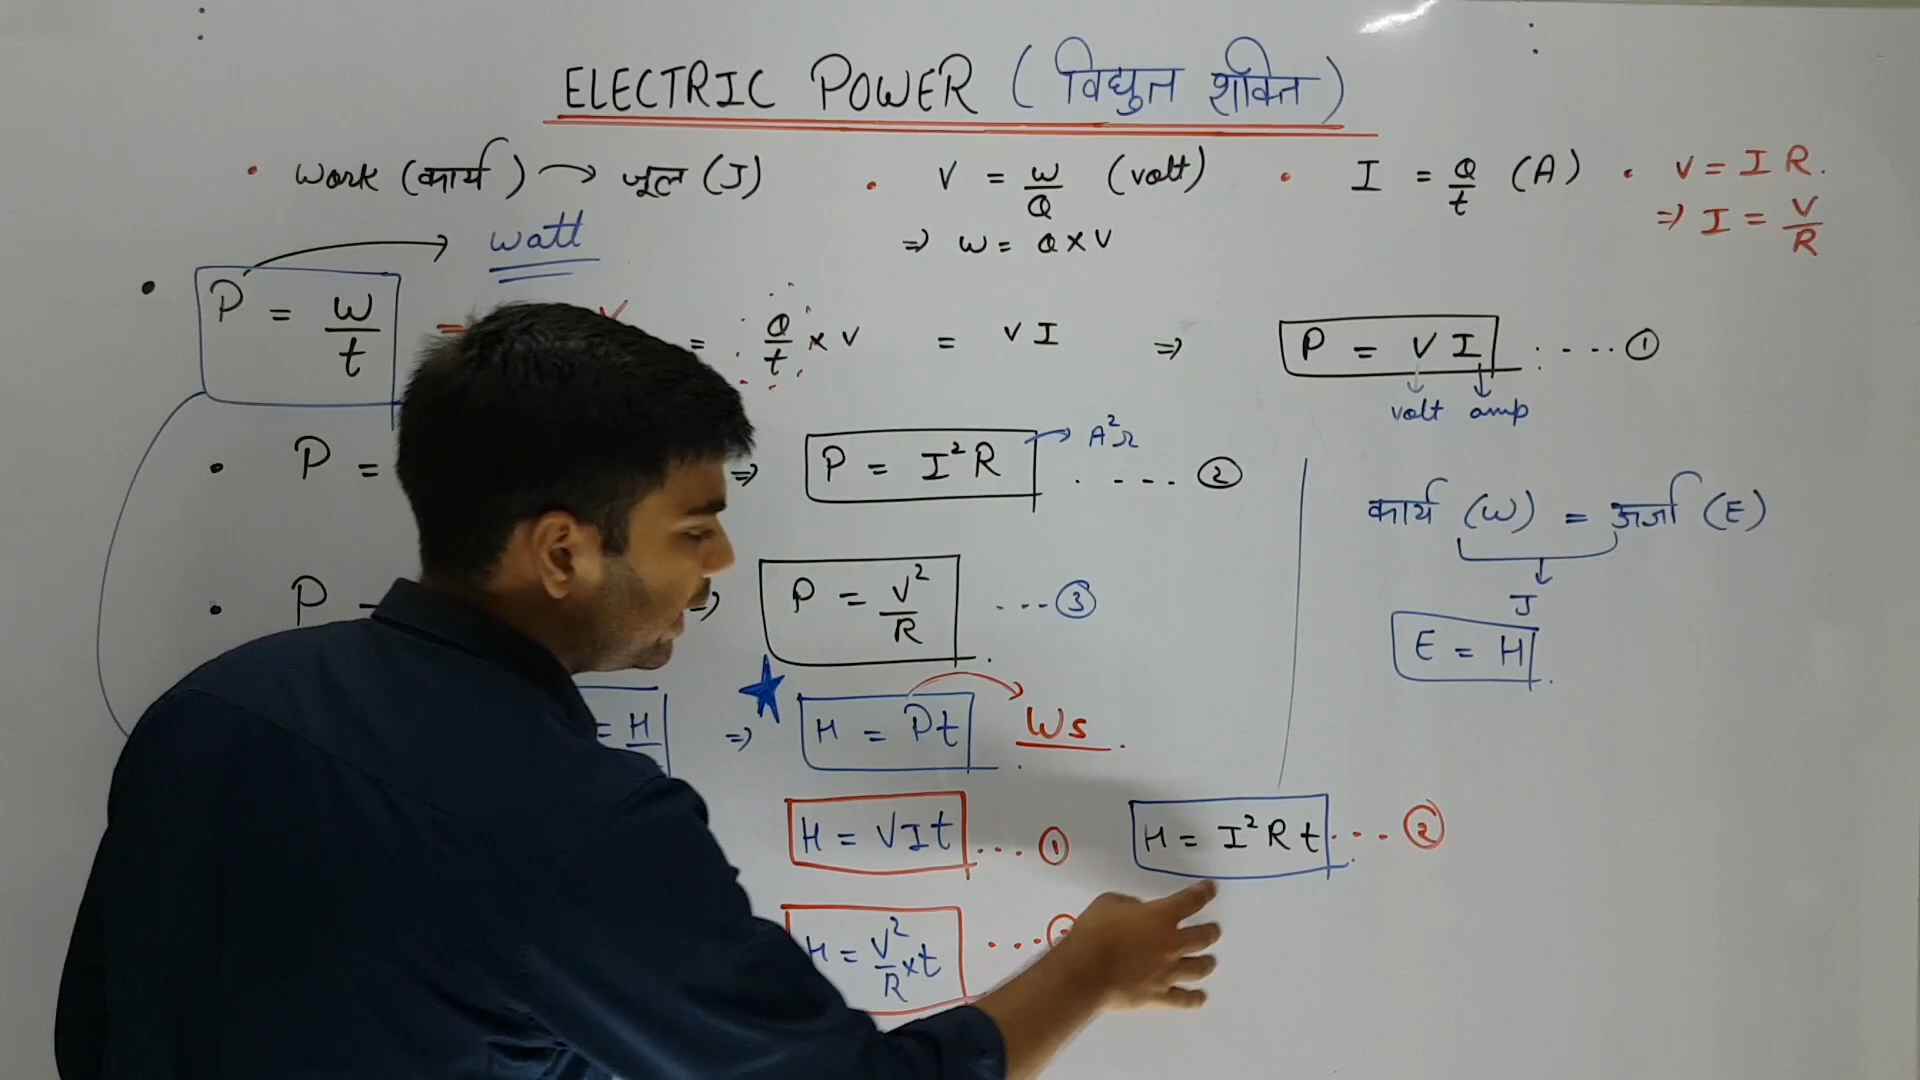 ELECTRIC POWER (विद्युत शक्ति)
• Work (कार्य) → जूल (J) • V = W/Q (volt) • I = Q/t (A) • V = IR.
⇒ W = Q×V ⇒ I = V/R
watt
• P = W/t = V = Q/t × V = VI ⇒ P = VI ....①
volt amp
• P = ⇒ P = I²R → A²Ω ..... ②
कार्य (W) = ऊर्जा (E)
J
• P = ⇒ P = V²/R ...③
E = H
= H ⇒ ★ H = Pt → Ws
H = VIt ... ① H = I²Rt ... ②
H = V²/R × t ...